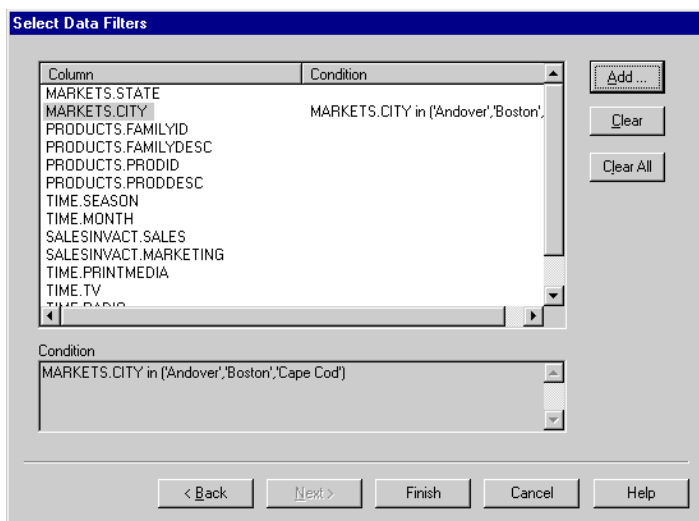 Select Data Filters
Column Condition
MARKETS.STATE
MARKETS.CITY MARKETS.CITY in ('Andover','Boston',
PRODUCTS.FAMILYID
PRODUCTS.FAMILYDESC
PRODUCTS.PRODID
PRODUCTS.PRODDESC
TIME.SEASON
TIME.MONTH
SALESINVACT.SALES
SALESINVACT.MARKETING
TIME.PRINTMEDIA
TIME.TV
TIME.RADIO
Add ...
Clear
Clear All
Condition
MARKETS.CITY in ('Andover','Boston','Cape Cod')
< Back Next > Finish Cancel Help